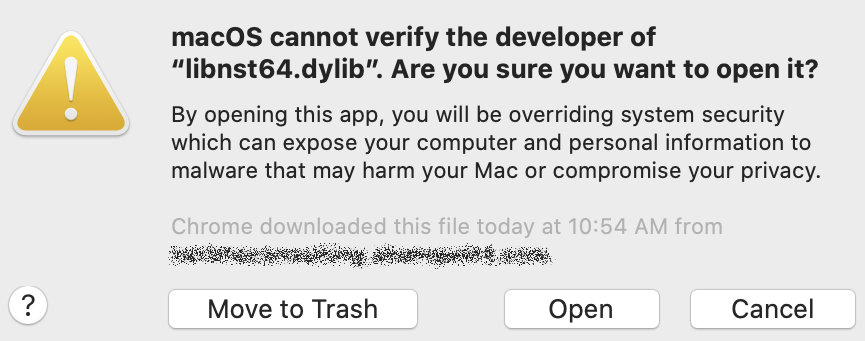 macOS cannot verify the developer of
“libnst64.dylib”. Are you sure you want to open it?
By opening this app, you will be overriding system security
which can expose your computer and personal information to
malware that may harm your Mac or compromise your privacy.
Chrome downloaded this file today at 10:54 AM from
?
Move to Trash
Open
Cancel